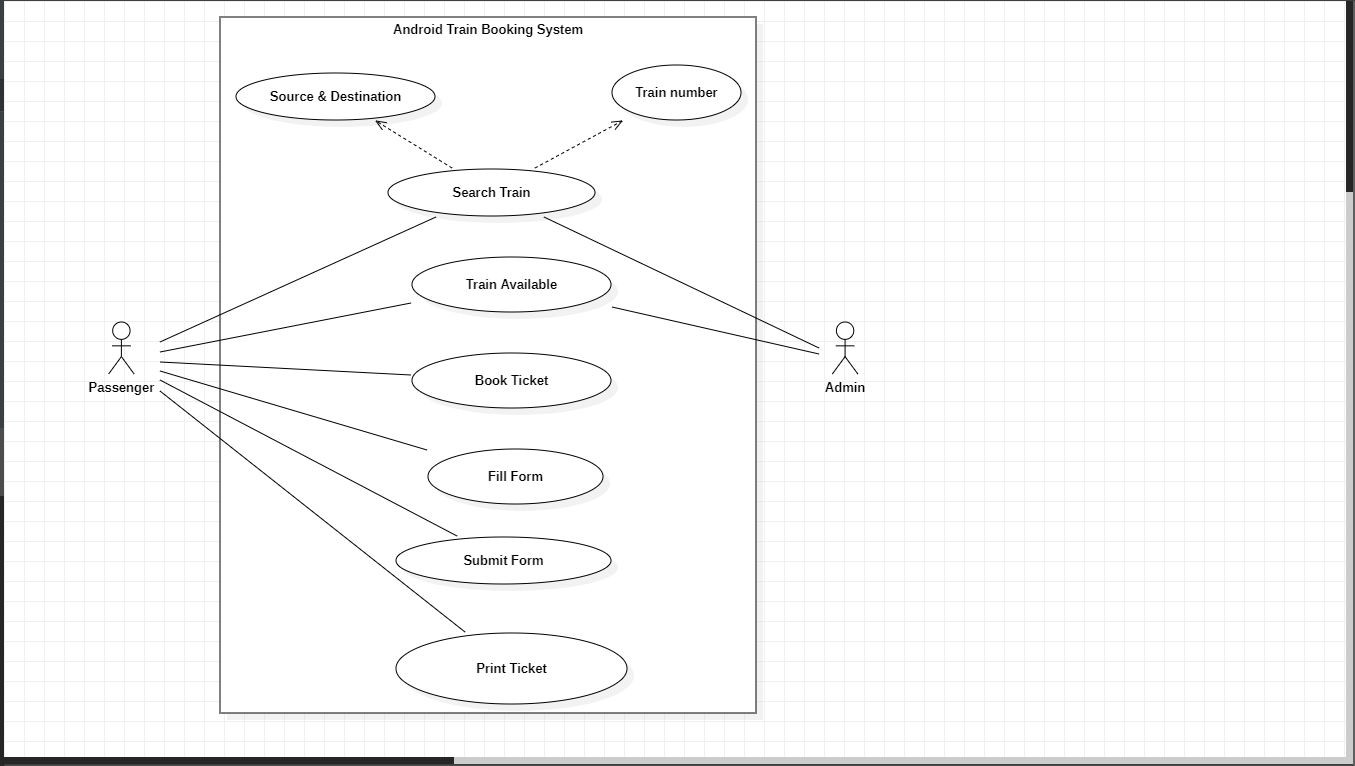 Android Train Booking System
Source & Destination
Train number
Search Train
Train Available
Book Ticket
Passenger
Admin
Fill Form
Submit Form
Print Ticket